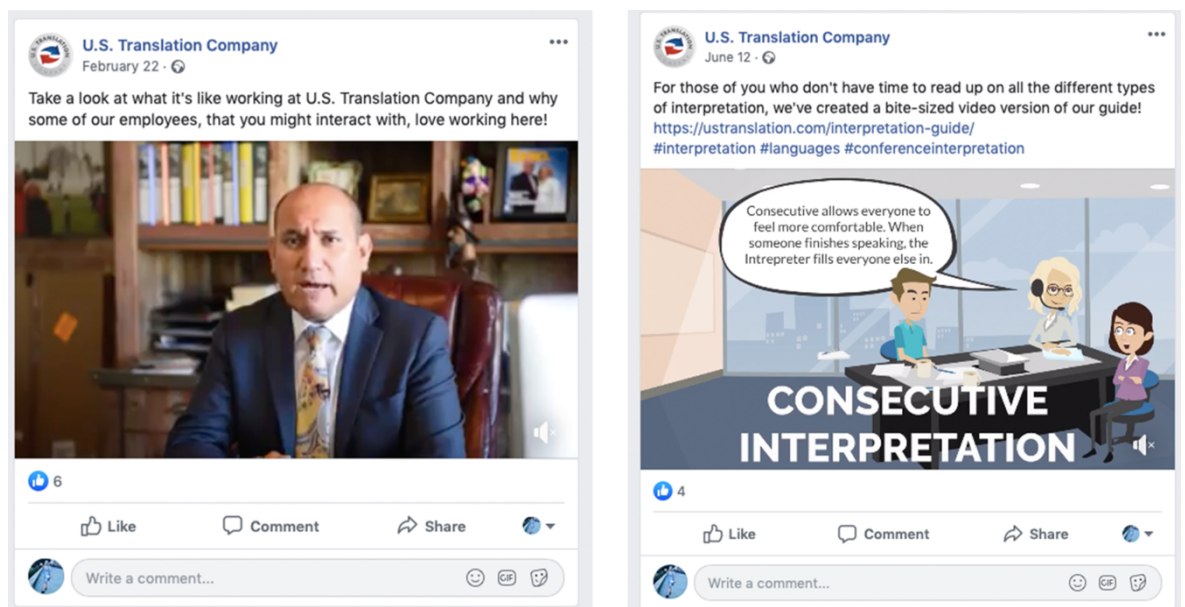 U.S. Translation Company
February 22 ·
Take a look at what it's like working at U.S. Translation Company and why
some of our employees, that you might interact with, love working here!
6
Like
Comment
Share
Write a comment...
GIF
U.S. Translation Company
June 12 ·
For those of you who don't have time to read up on all the different types
of interpretation, we've created a bite-sized video version of our guide!
https://ustranslation.com/interpretation-guide/
#interpretation #languages #conferenceinterpretation
Consecutive allows everyone to
feel more comfortable. When
someone finishes speaking, the
Intrepreter fills everyone else in.
CONSECUTIVE
INTERPRETATION
4
Like
Comment
Share
Write a comment...
GIF